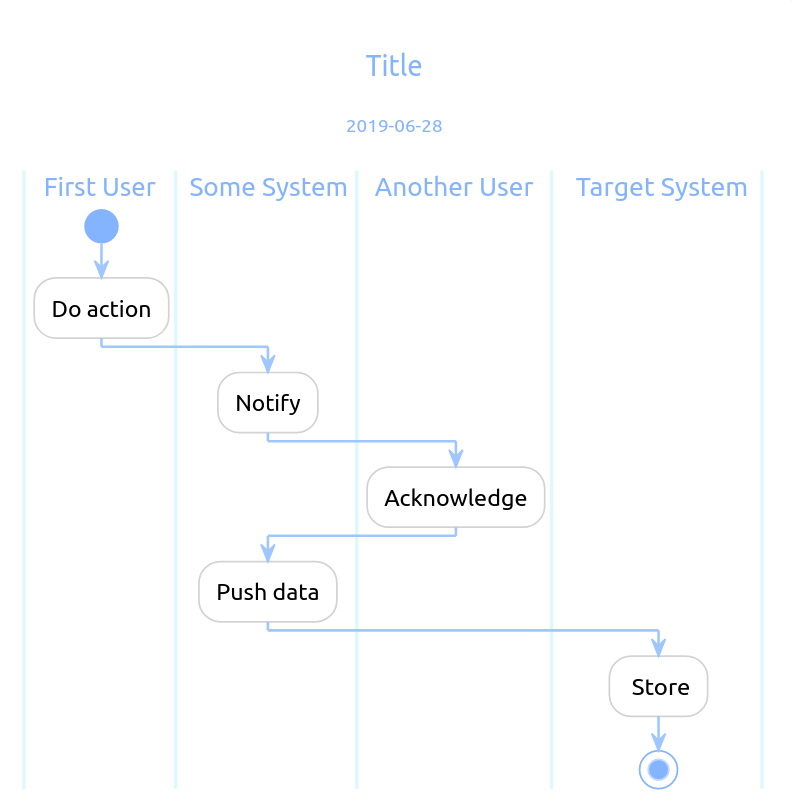 Title
2019-06-28
First User
Some System
Another User
Target System
Do action
Notify
Acknowledge
Push data
Store